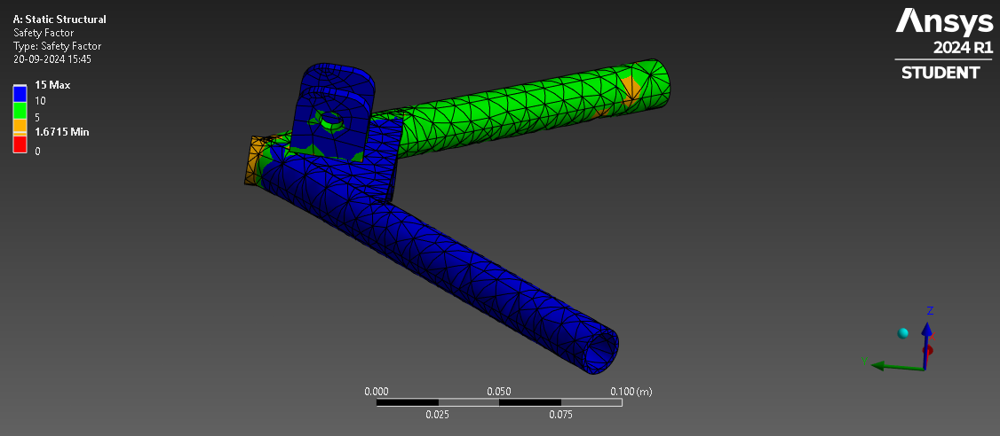 A: Static Structural
Safety Factor
Type: Safety Factor
20-09-2024 15:45
15 Max
10
5
1.6715 Min
0
Ansys
2024 R1
STUDENT
Z
Y
0.000 0.050 0.100 (m)
0.025 0.075